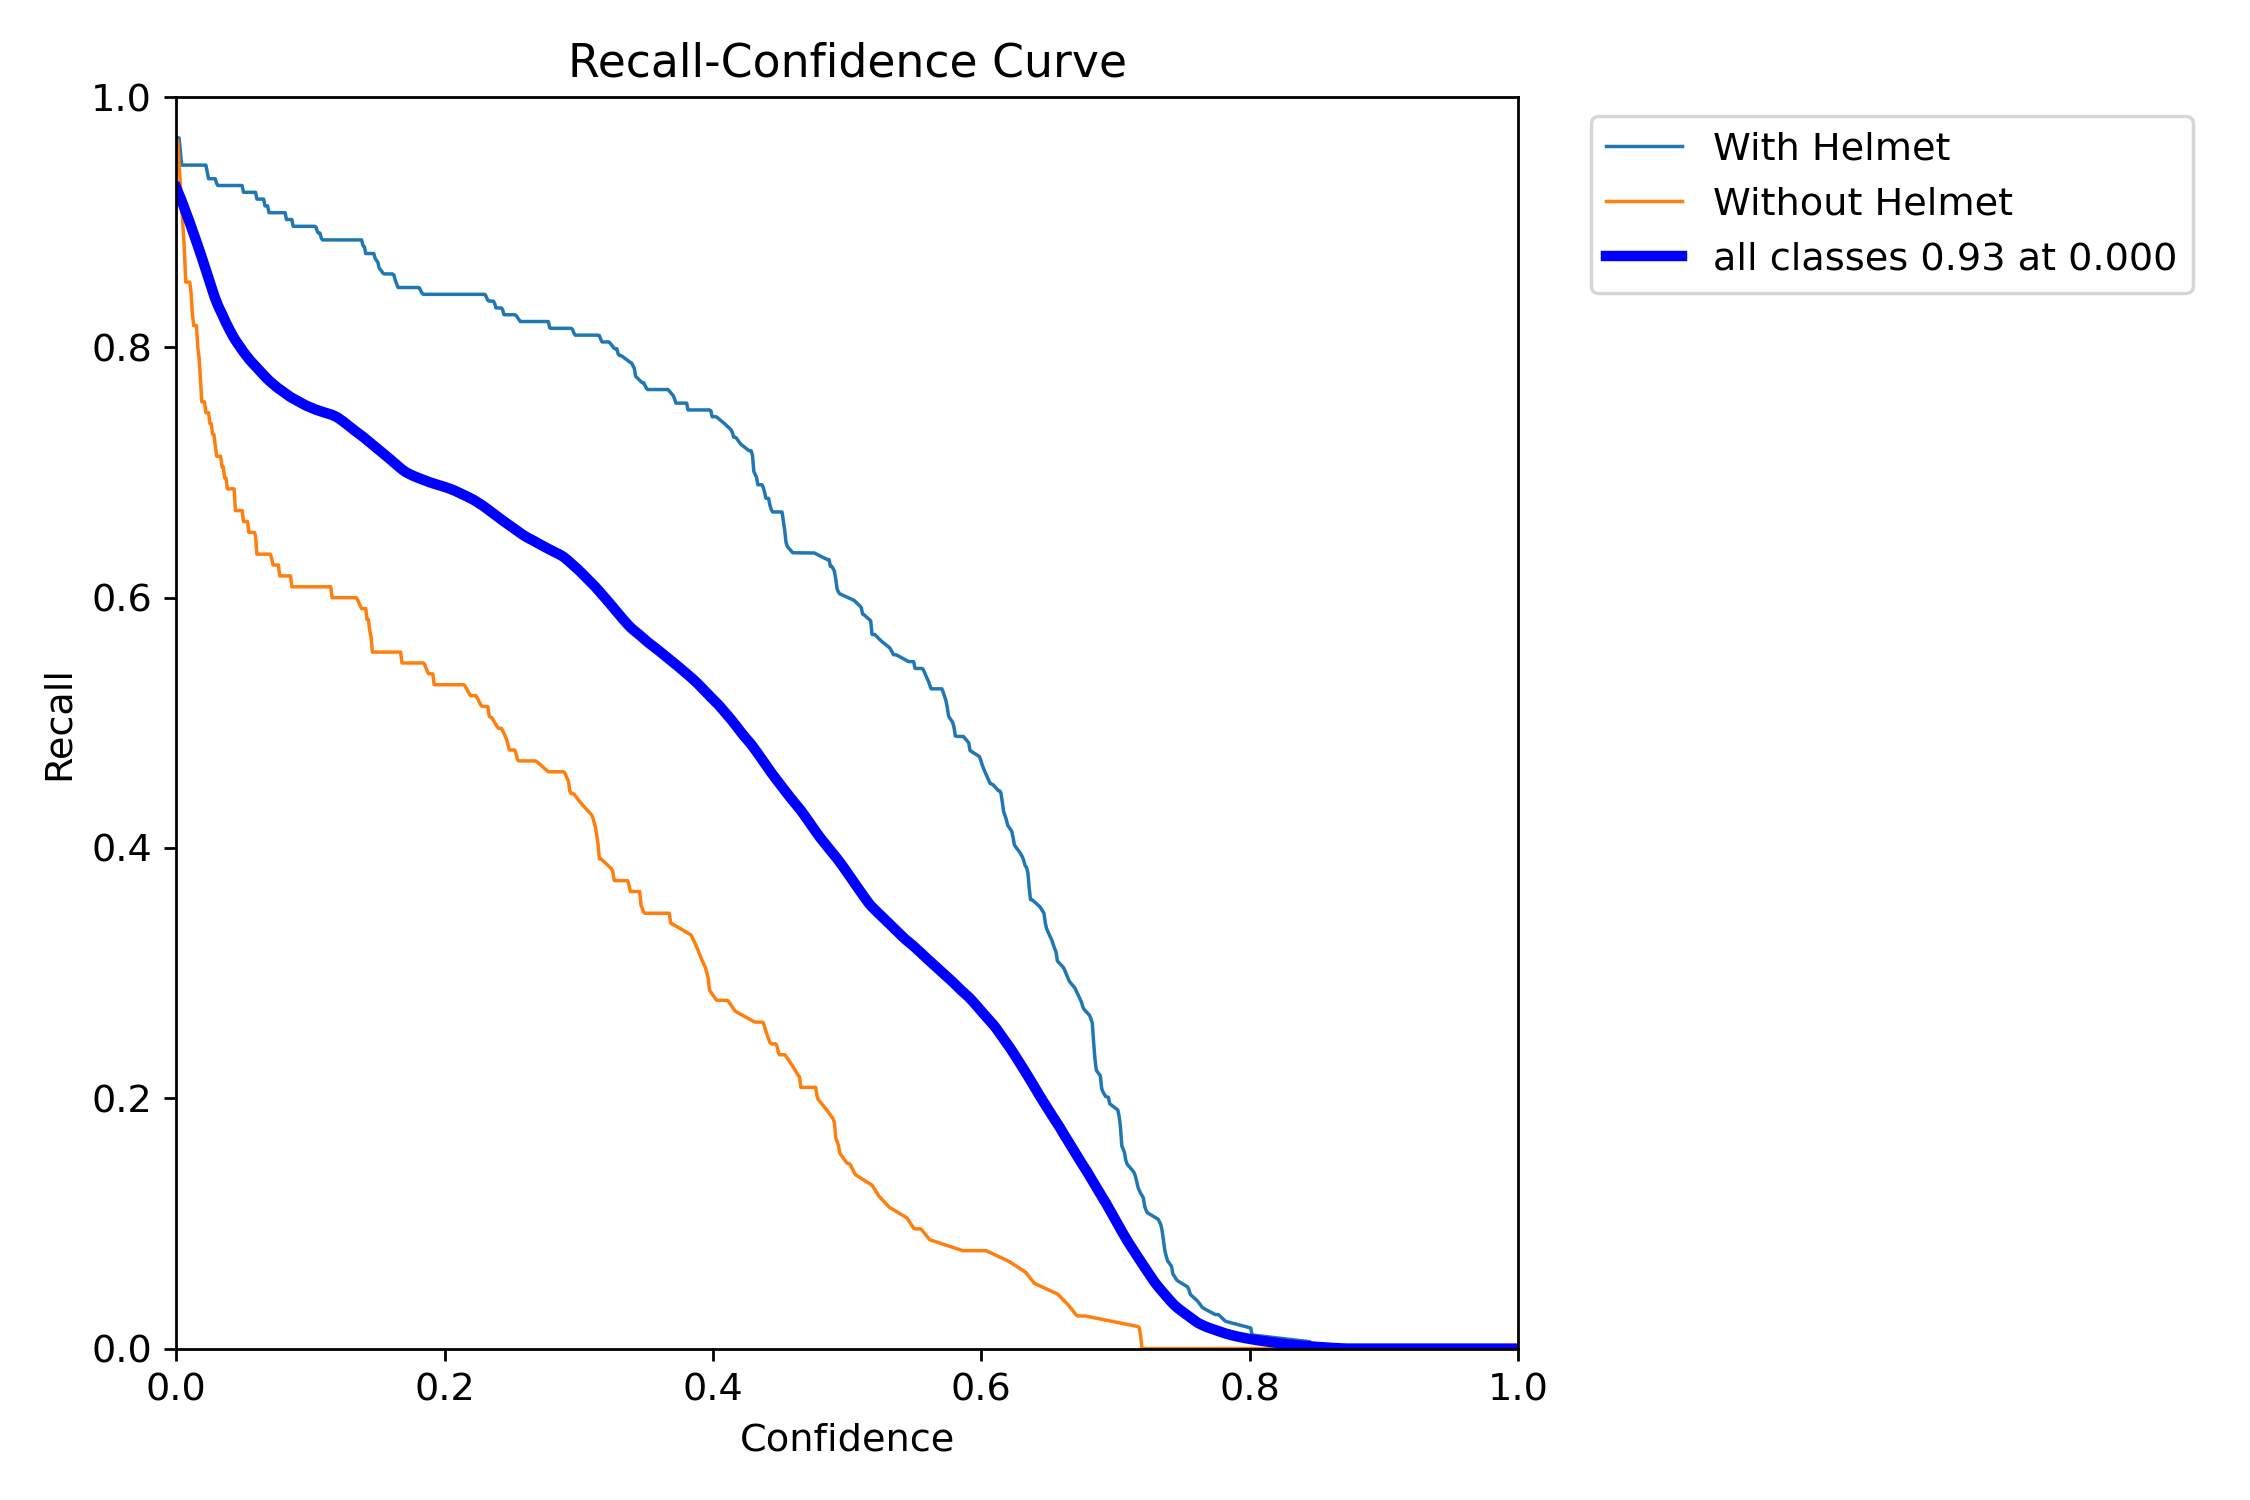 Recall-Confidence Curve
With Helmet
Without Helmet
all classes 0.93 at 0.000
1.0
0.8
0.6
0.4
0.2
0.0
Recall
0.0 0.2 0.4 0.6 0.8 1.0
Confidence